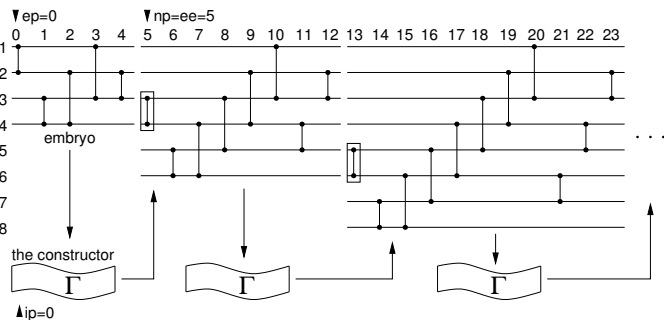 ep=0 np=ee=5
0 1 2 3 4 5 6 7 8 9 10 11 12 13 14 15 16 17 18 19 20 21 22 23
1
2
3
4
embryo
5
6
7
8
. . .
the constructor
Γ Γ Γ
ip=0